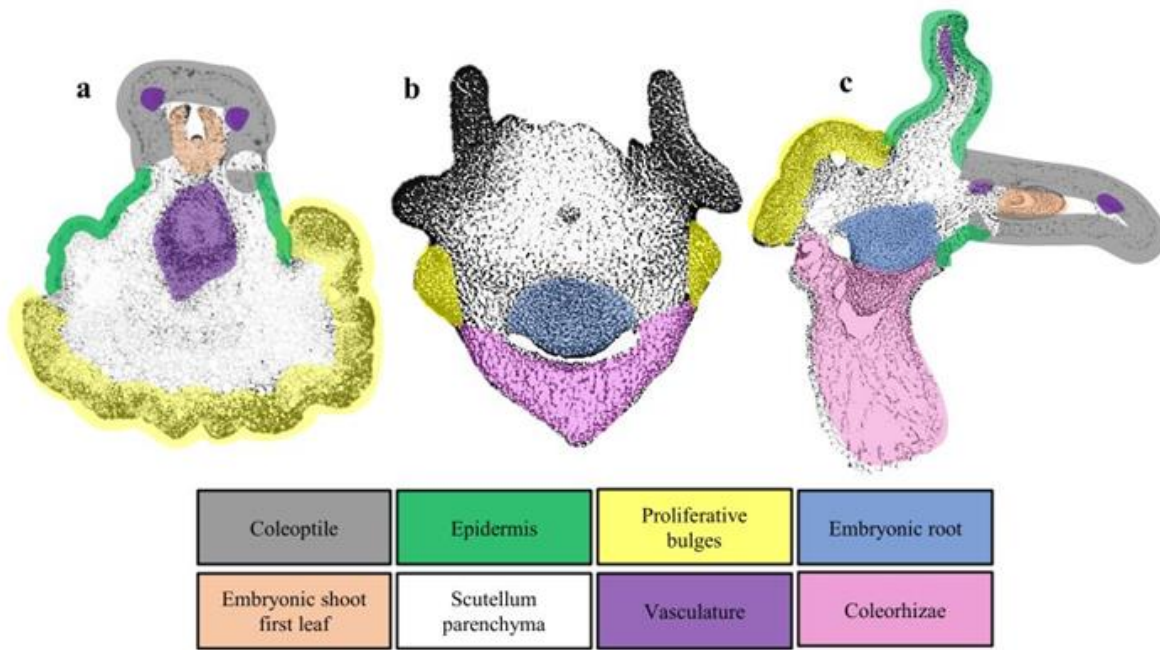 a
b
c
Coleoptile
Epidermis
Proliferative
bulges
Embryonic root
Embryonic shoot
first leaf
Scutellum
parenchyma
Vasculature
Coleorhizae